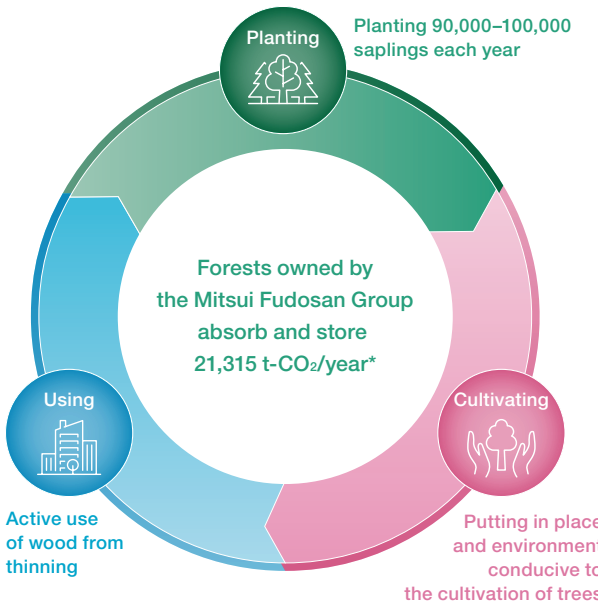 Planting
Planting 90,000–100,000
saplings each year
Forests owned by
the Mitsui Fudosan Group
absorb and store
21,315 t-CO₂/year*
Using
Cultivating
Active use
of wood from
thinning
Putting in place
and environment
conducive to
the cultivation of trees